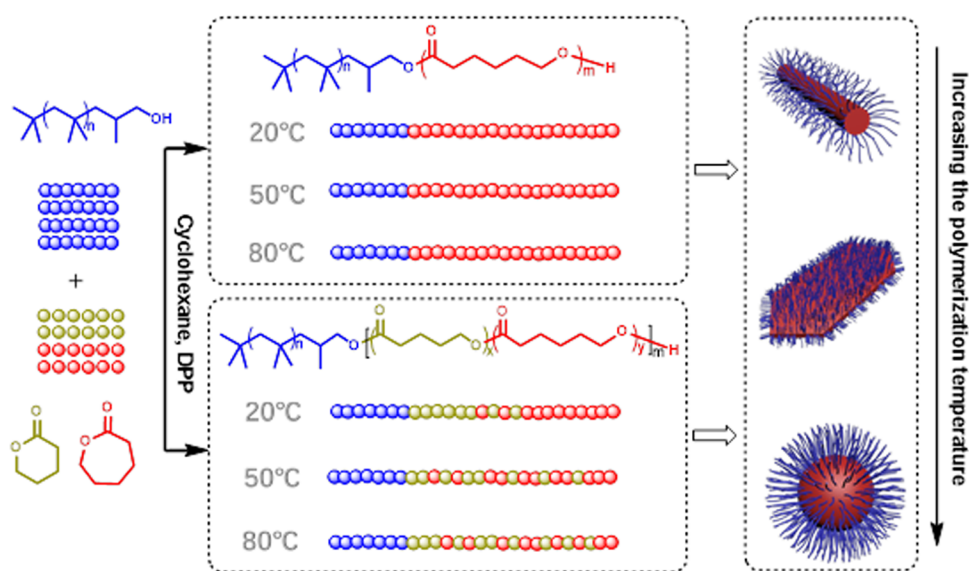 OH
n
+
O
O
O
O
Cyclohexane, DPP
O
n
O
O
m
H
20°C
50°C
80°C
O
n
O
O
x
O
O
y
m
H
20°C
50°C
80°C
Increasing the polymerization temperature